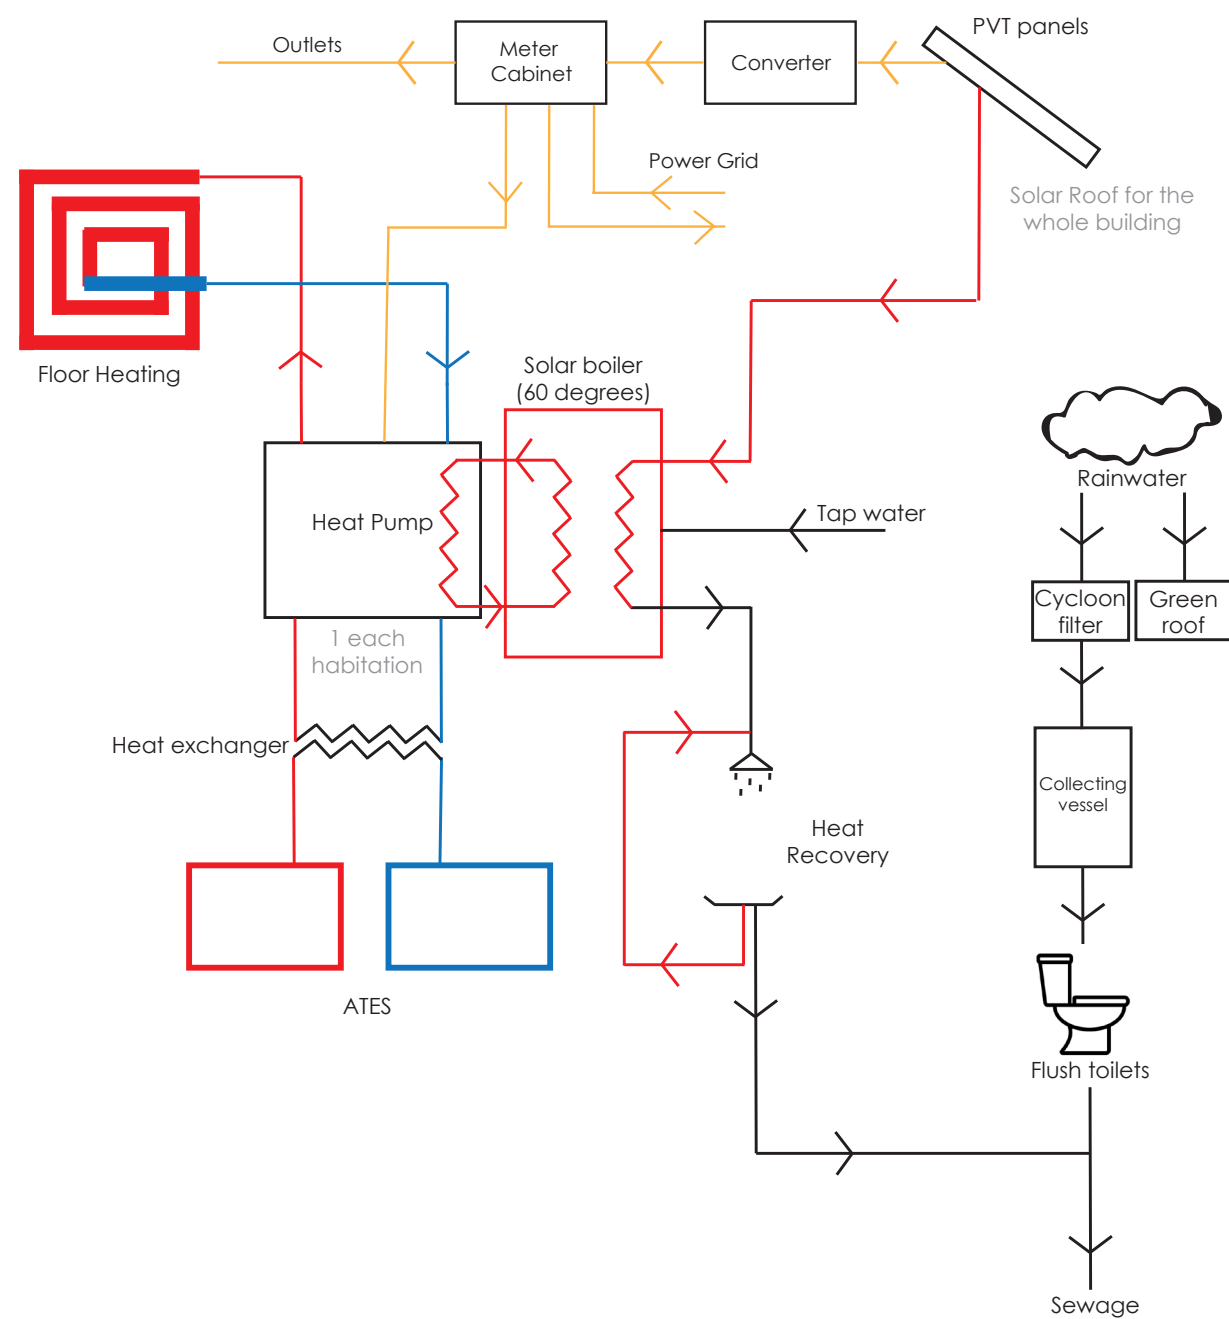 PVT panels
Outlets
Meter
Cabinet
Converter
Power Grid
Solar Roof for the
whole building
Floor Heating
Solar boiler
(60 degrees)
Rainwater
Heat Pump
Tap water
Cycloon
filter
Green
roof
1 each
habitation
Heat exchanger
Collecting
vessel
Heat
Recovery
ATES
Flush toilets
Sewage